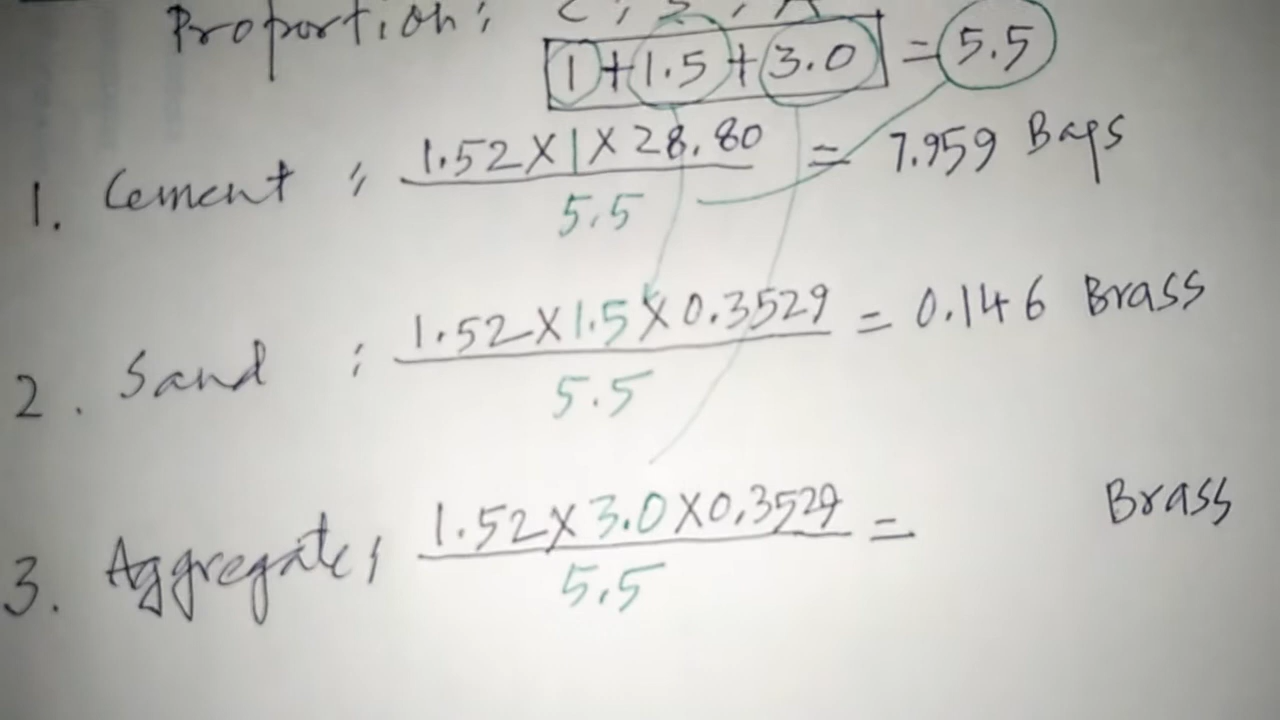 Proportion: C : S : A
1 + 1.5 + 3.0 = 5.5
1. Cement : 1.52 X 1 X 28.80 = 7.959 Bags
5.5
2. Sand : 1.52 X 1.5 X 0.3529 = 0.146 Brass
5.5
3. Aggregate : 1.52 X 3.0 X 0.3529 = Brass
5.5